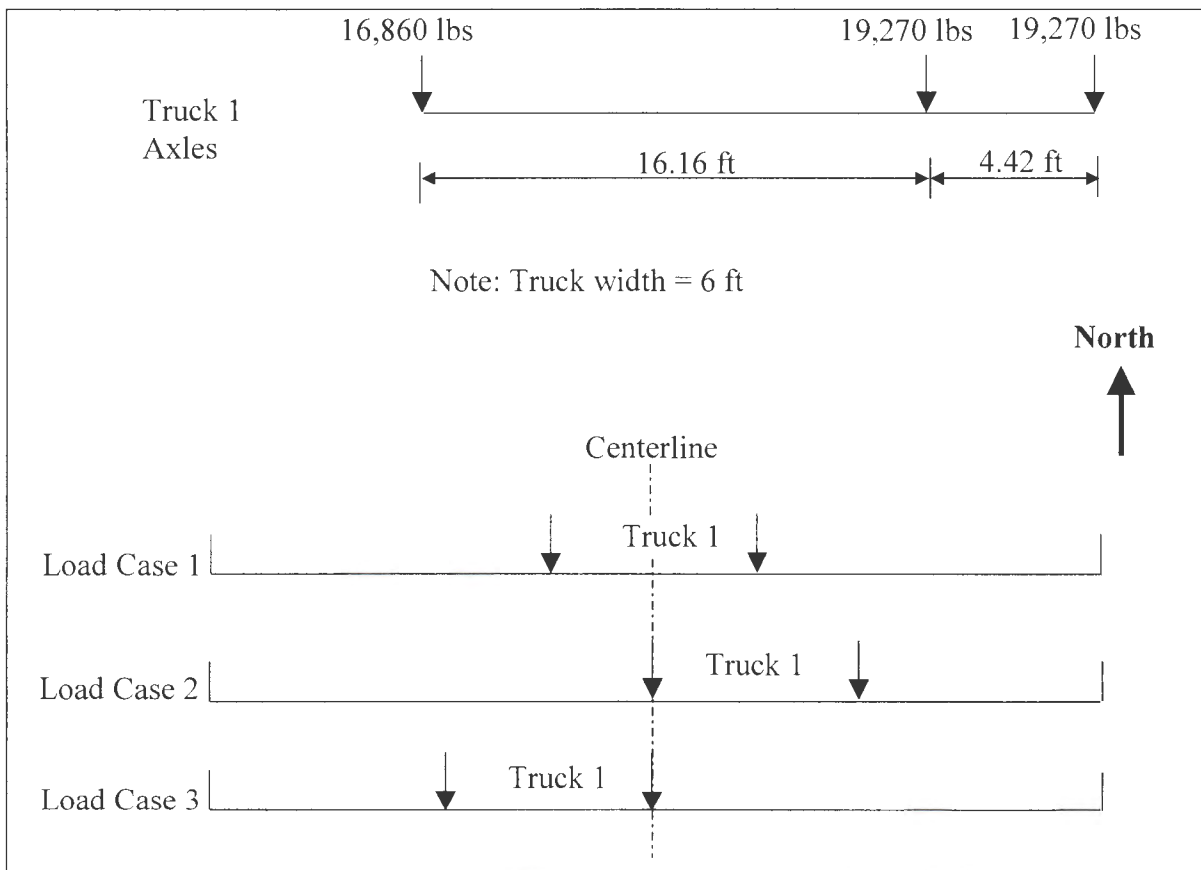 16,860 lbs 19,270 lbs 19,270 lbs
Truck 1
Axles
16.16 ft 4.42 ft
Note: Truck width = 6 ft
North
Centerline
Load Case 1 Truck 1
Load Case 2 Truck 1
Load Case 3 Truck 1